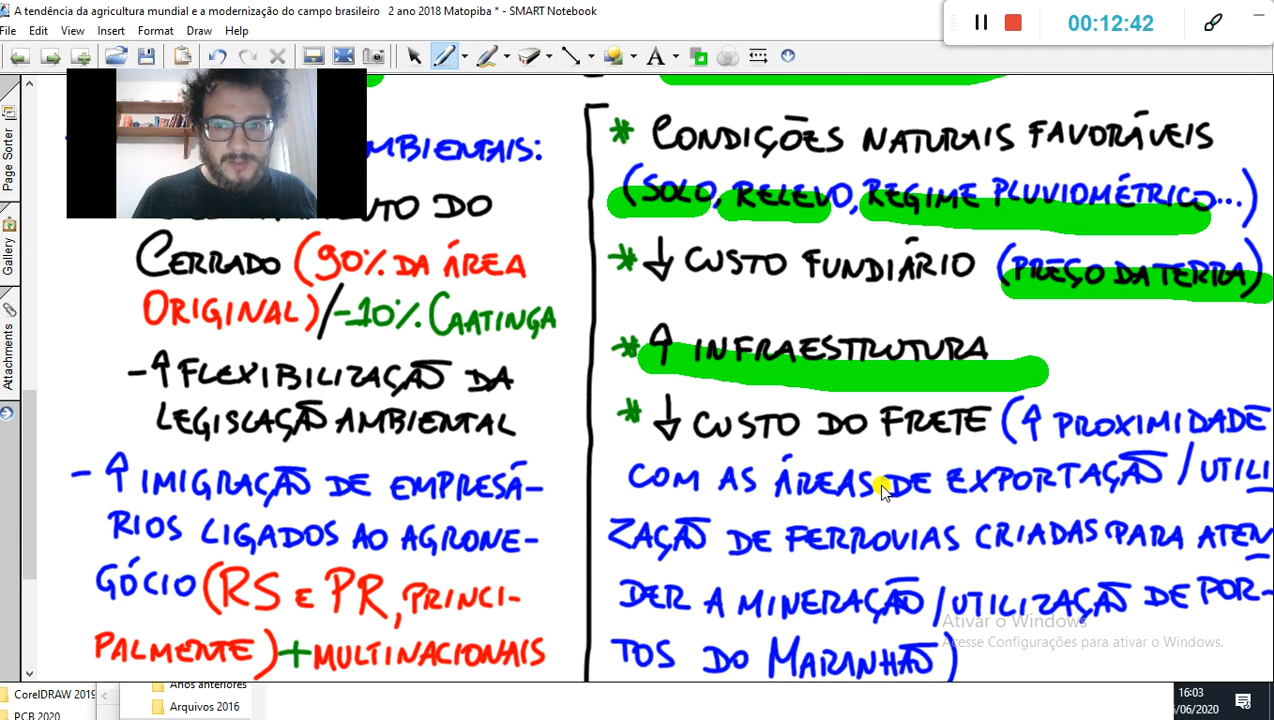 A tendência da agricultura mundial e a modernização do campo brasileiro 2 ano 2018 Matopiba * - SMART Notebook
00:12:42
File Edit View Insert Format Draw Help
Page Sorter
Gallery
Attachments
MBIENTAIS:
NTO DO
CERRADO (90% DA ÁREA
ORIGINAL)/-10% CAATINGA
-↑ FLEXIBILIZAÇÃO DA
LEGISLAÇÃO AMBIENTAL
- ↑ IMIGRAÇÃO DE EMPRESÁ-
RIOS LIGADOS AO AGRONE-
GÓCIO (RS E PR, PRINCI-
PALMENTE) + MULTINACIONAIS
* CONDIÇÕES NATURAIS FAVORÁVEIS
(SOLO, RELEVO, REGIME PLUVIOMÉTRICO...)
* ↓ CUSTO FUNDIÁRIO (PREÇO DA TERRA)
* ↑ INFRAESTRUTURA
* ↓ CUSTO DO FRETE (↑ PROXIMIDADE
COM AS ÁREAS DE EXPORTAÇÃO / UTILI
ZAÇÃO DE FERROVIAS CRIADAS PARA ATEN
DER A MINERAÇÃO / UTILIZAÇÃO DE POR-
TOS DO MARANHÃO)
Ativar o Windows
Acesse Configurações para ativar o Windows.
CorelDRAW 2019
PCB 2020
Anos anteriores
Arquivos 2016
16:03
/06/2020